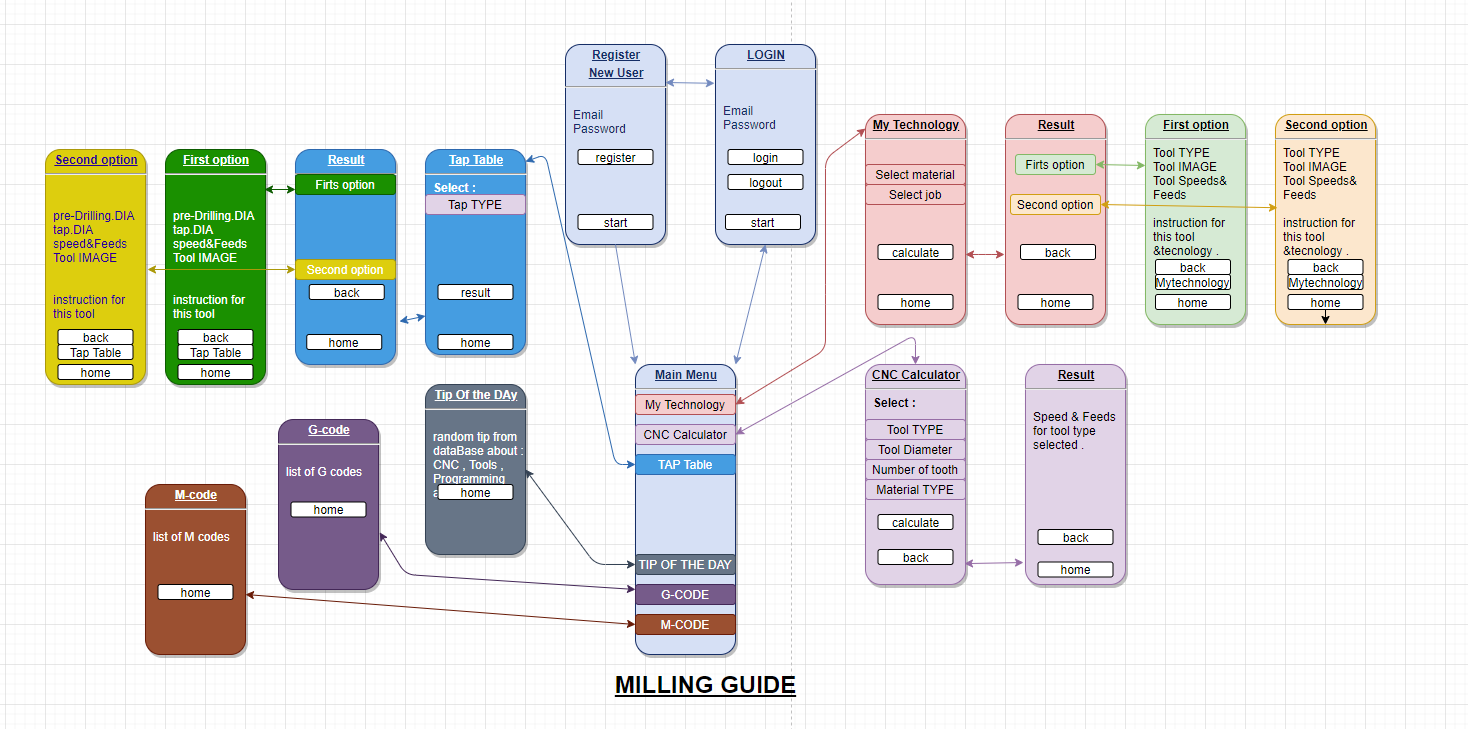 Register
New User
Email
Password
register
start
LOGIN
Email
Password
login
logout
start
Second option
pre-Drilling.DIA
tap.DIA
speed&Feeds
Tool IMAGE
instruction for
this tool
back
Tap Table
home
First option
pre-Drilling.DIA
tap.DIA
speed&Feeds
Tool IMAGE
instruction for
this tool
back
Tap Table
home
Result
Firts option
Second option
back
home
Tap Table
Select :
Tap TYPE
result
home
My Technology
Select material
Select job
calculate
home
Result
Firts option
Second option
back
home
First option
Tool TYPE
Tool IMAGE
Tool Speeds&
Feeds
instruction for
this tool
&tecnology .
back
Mytechnology
home
Second option
Tool TYPE
Tool IMAGE
Tool Speeds&
Feeds
instruction for
this tool
&tecnology .
back
Mytechnology
home
M-code
list of M codes
home
G-code
list of G codes
home
Tip Of the DAy
random tip from
dataBase about :
CNC , Tools ,
Programming
home
Main Menu
My Technology
CNC Calculator
TAP Table
TIP OF THE DAY
G-CODE
M-CODE
CNC Calculator
Select :
Tool TYPE
Tool Diameter
Number of tooth
Material TYPE
calculate
back
Result
Speed & Feeds
for tool type
selected .
back
home
MILLING GUIDE